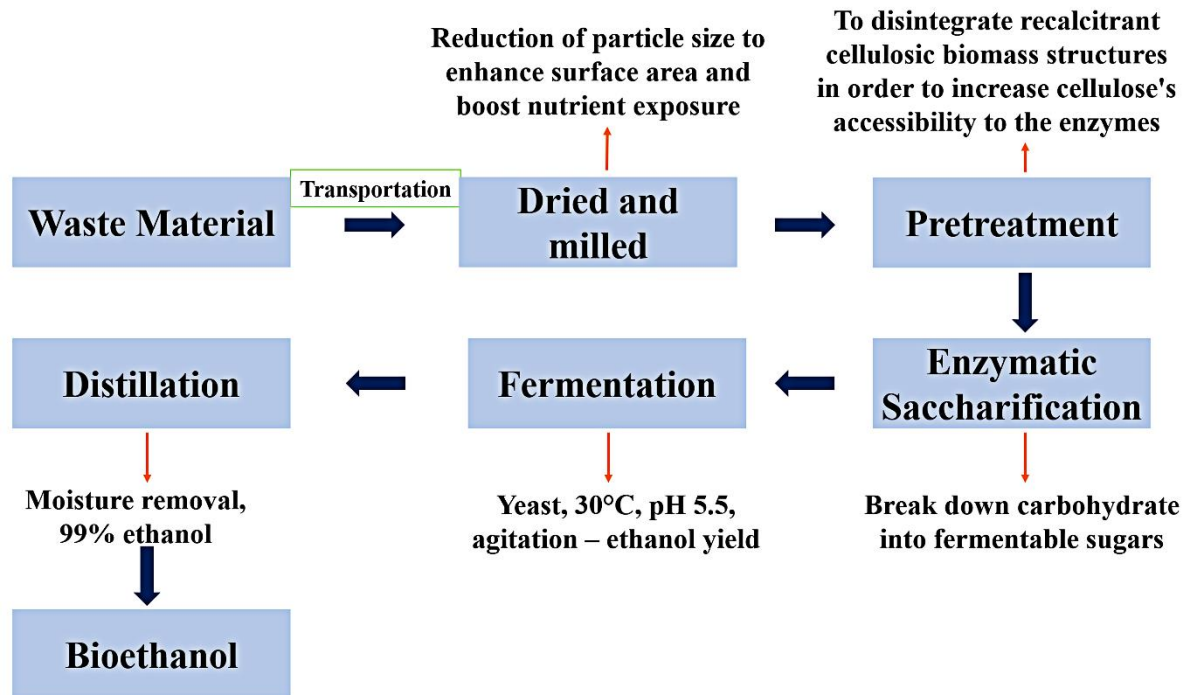 Reduction of particle size to
enhance surface area and
boost nutrient exposure
To disintegrate recalcitrant
cellulosic biomass structures
in order to increase cellulose's
accessibility to the enzymes
Waste Material
Transportation
Dried and
milled
Pretreatment
Enzymatic
Saccharification
Fermentation
Distillation
Break down carbohydrate
into fermentable sugars
Yeast, 30°C, pH 5.5,
agitation – ethanol yield
Moisture removal,
99% ethanol
Bioethanol